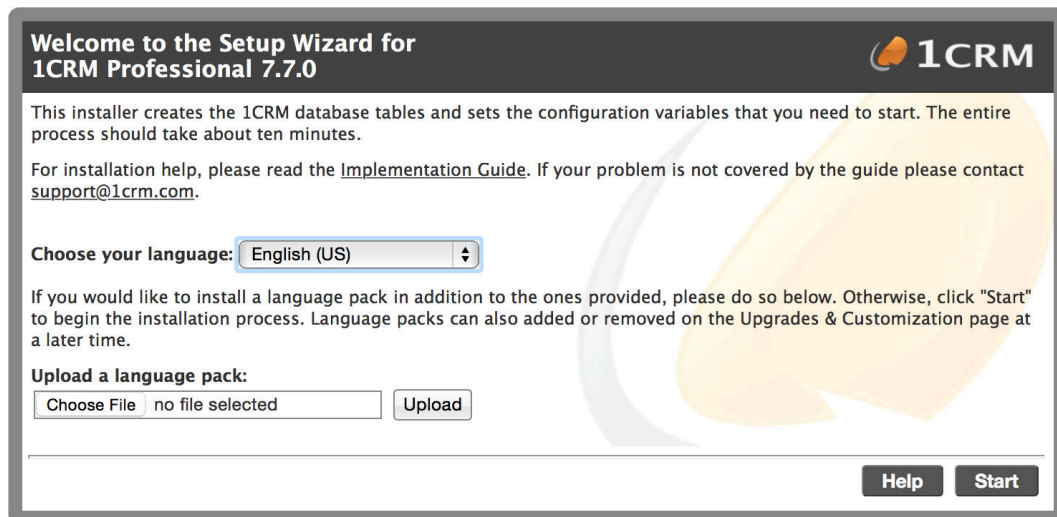 Welcome to the Setup Wizard for
1CRM Professional 7.7.0
1CRM
This installer creates the 1CRM database tables and sets the configuration variables that you need to start. The entire
process should take about ten minutes.
For installation help, please read the Implementation Guide. If your problem is not covered by the guide please contact
support@1crm.com.
Choose your language: English (US)
If you would like to install a language pack in addition to the ones provided, please do so below. Otherwise, click "Start"
to begin the installation process. Language packs can also added or removed on the Upgrades & Customization page at
a later time.
Upload a language pack:
Choose File no file selected Upload
Help Start